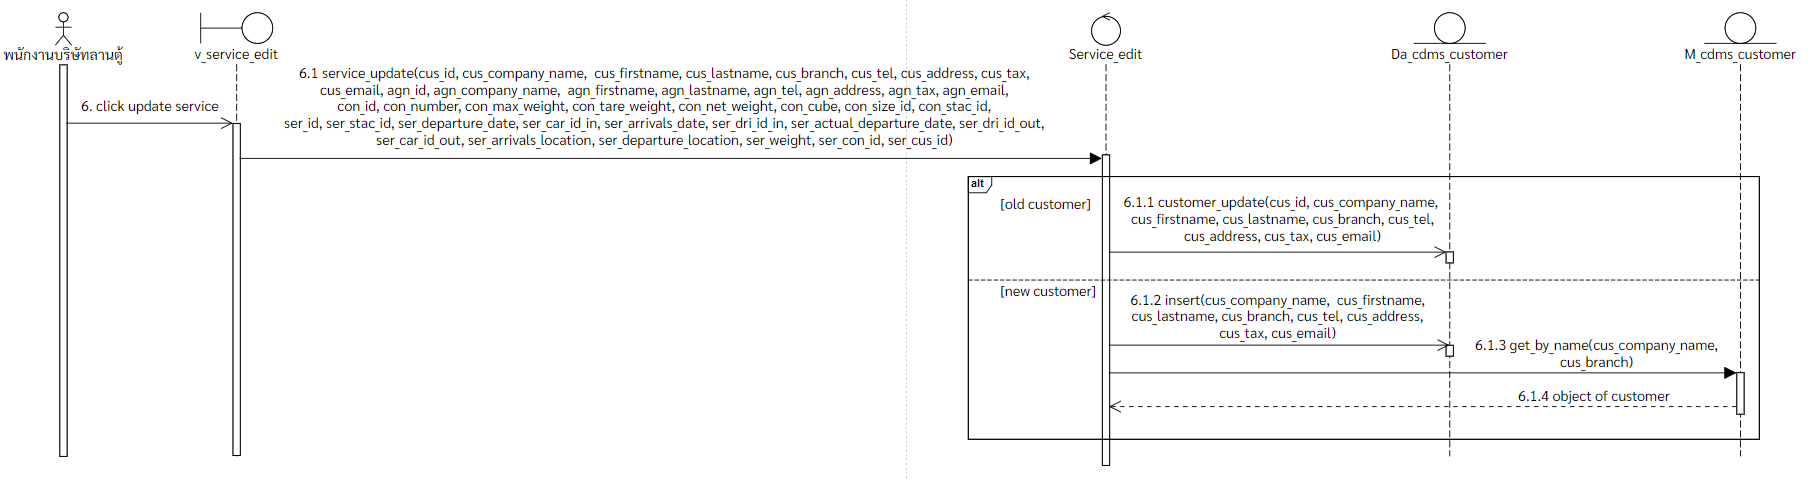 พนักงานบริษัทลานตู้
v_service_edit
Service_edit
Da_cdms_customer
M_cdms_customer
6. click update service
6.1 service_update(cus_id, cus_company_name, cus_firstname, cus_lastname, cus_branch, cus_tel, cus_address, cus_tax,
cus_email, agn_id, agn_company_name, agn_firstname, agn_lastname, agn_tel, agn_address, agn_tax, agn_email,
con_id, con_number, con_max_weight, con_tare_weight, con_net_weight, con_cube, con_size_id, con_stac_id,
ser_id, ser_stac_id, ser_departure_date, ser_car_id_in, ser_arrivals_date, ser_dri_id_in, ser_actual_departure_date, ser_dri_id_out,
ser_car_id_out, ser_arrivals_location, ser_departure_location, ser_weight, ser_con_id, ser_cus_id)
alt
[old customer]
6.1.1 customer_update(cus_id, cus_company_name,
cus_firstname, cus_lastname, cus_branch, cus_tel,
cus_address, cus_tax, cus_email)
[new customer]
6.1.2 insert(cus_company_name, cus_firstname,
cus_lastname, cus_branch, cus_tel, cus_address,
cus_tax, cus_email)
6.1.3 get_by_name(cus_company_name,
cus_branch)
6.1.4 object of customer